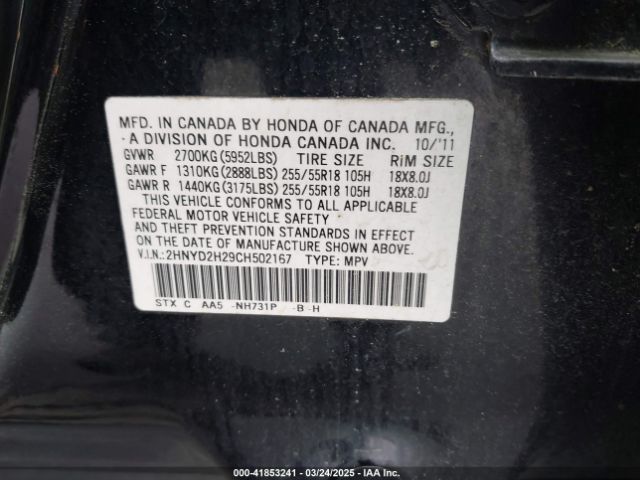 MFD. IN CANADA BY HONDA OF CANADA MFG.,
A DIVISION OF HONDA CANADA INC. 10/'11
GVWR 2700KG(5952LBS) TIRE SIZE RIM SIZE
GAWR F 1310KG(2888LBS) 255/55R18 105H 18X8.0J
GAWR R 1440KG(3175LBS) 255/55R18 105H 18X8.0J
THIS VEHICLE CONFORMS TO ALL APPLICABLE
FEDERAL MOTOR VEHICLE SAFETY
AND THEFT PREVENTION STANDARDS IN EFFECT
ON THE DATE OF MANUFACTURE SHOWN ABOVE.
V.I.N.: 2HNYD2H29CH502167 TYPE: MPV
STX C AA5 -NH731P -B -H
000-41853241 - 03/24/2025 - IAA Inc.